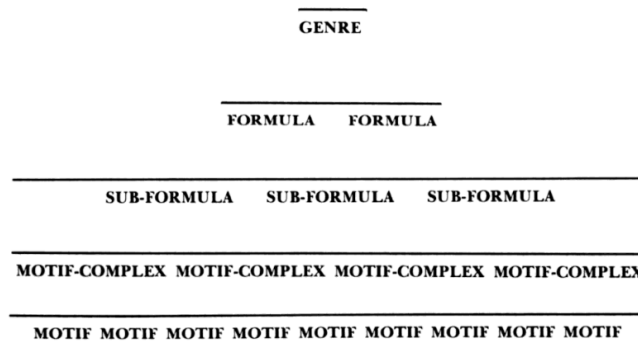 GENRE
FORMULA FORMULA
SUB-FORMULA SUB-FORMULA SUB-FORMULA
MOTIF-COMPLEX MOTIF-COMPLEX MOTIF-COMPLEX MOTIF-COMPLEX
MOTIF MOTIF MOTIF MOTIF MOTIF MOTIF MOTIF MOTIF MOTIF